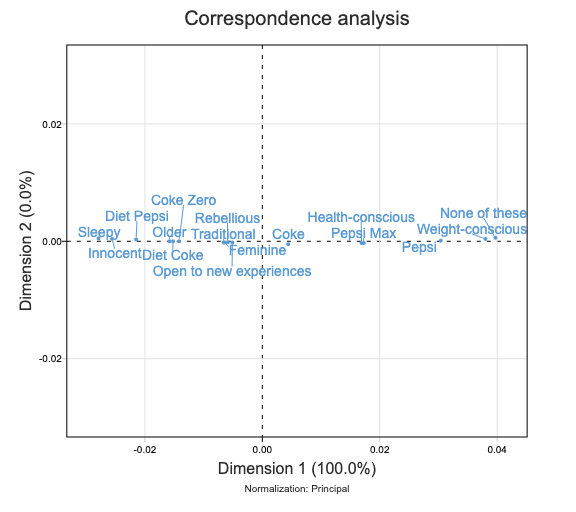 Correspondence analysis
Dimension 2 (0.0%)
0.02
0.00
-0.02
Coke Zero
Diet Pepsi
Rebellious
Health-conscious
None of these
Sleepy
Older
Traditional
Coke
Pepsi Max
Weight-conscious
Innocent
Diet Coke
Feminine
Pepsi
Open to new experiences
-0.02
0.00
0.02
0.04
Dimension 1 (100.0%)
Normalization: Principal